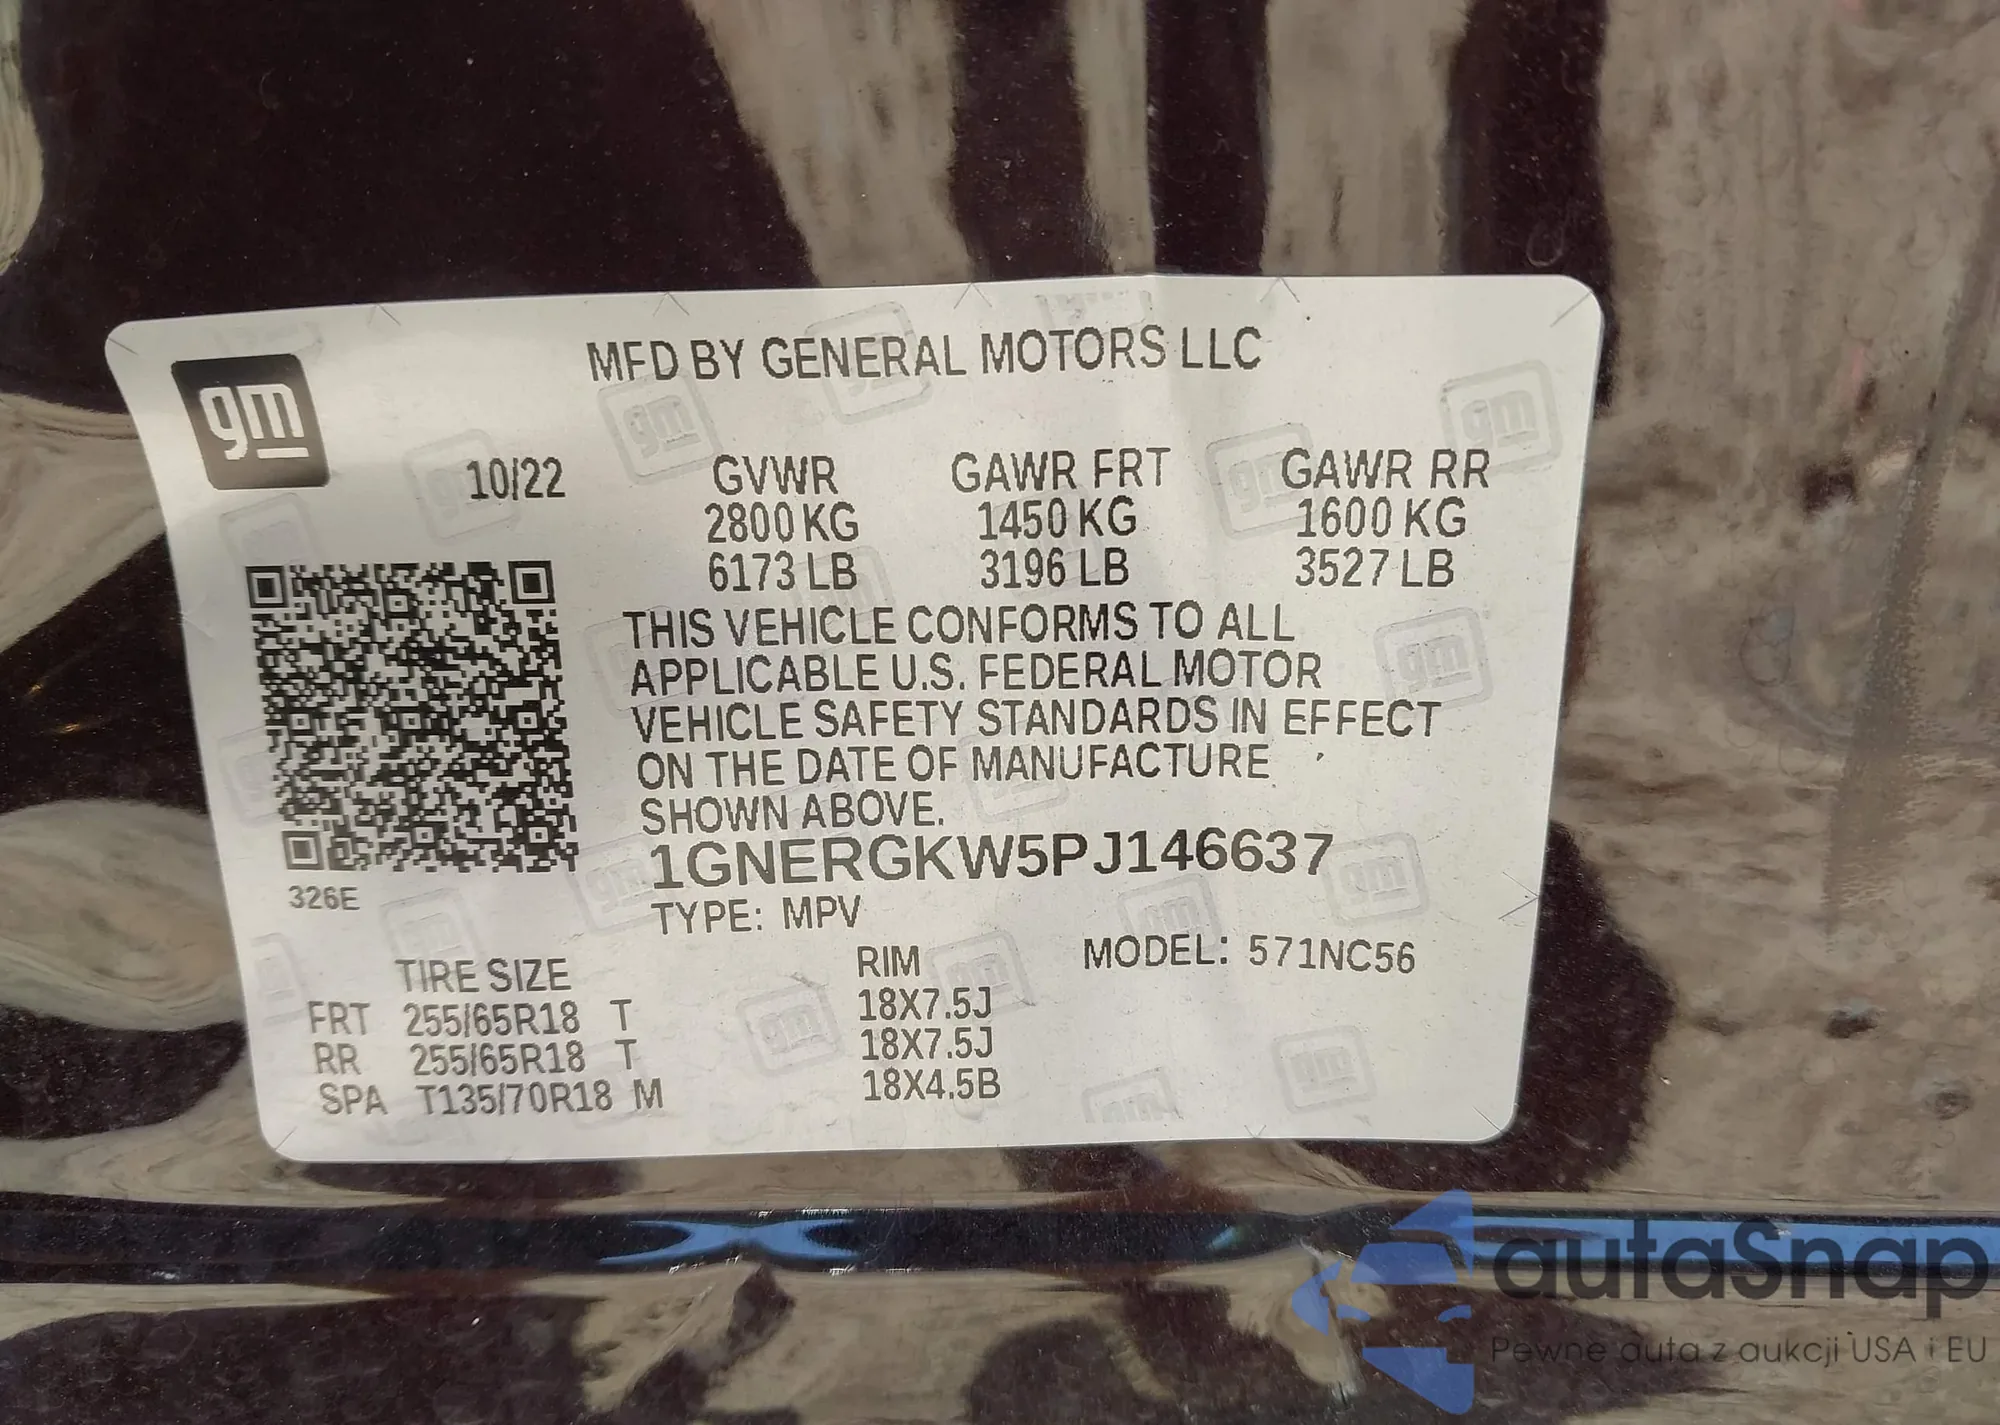 gm
MFD BY GENERAL MOTORS LLC
10/22 GVWR GAWR FRT GAWR RR
2800 KG 1450 KG 1600 KG
6173 LB 3196 LB 3527 LB
THIS VEHICLE CONFORMS TO ALL
APPLICABLE U.S. FEDERAL MOTOR
VEHICLE SAFETY STANDARDS IN EFFECT
ON THE DATE OF MANUFACTURE
SHOWN ABOVE.
1GNERGKW5PJ146637
326E
TYPE: MPV
MODEL: 571NC56
TIRE SIZE RIM
FRT 255/65R18 T 18X7.5J
RR 255/65R18 T 18X7.5J
SPA T135/70R18 M 18X4.5B
autaSnap
Pewne auta z aukcji USA i EU